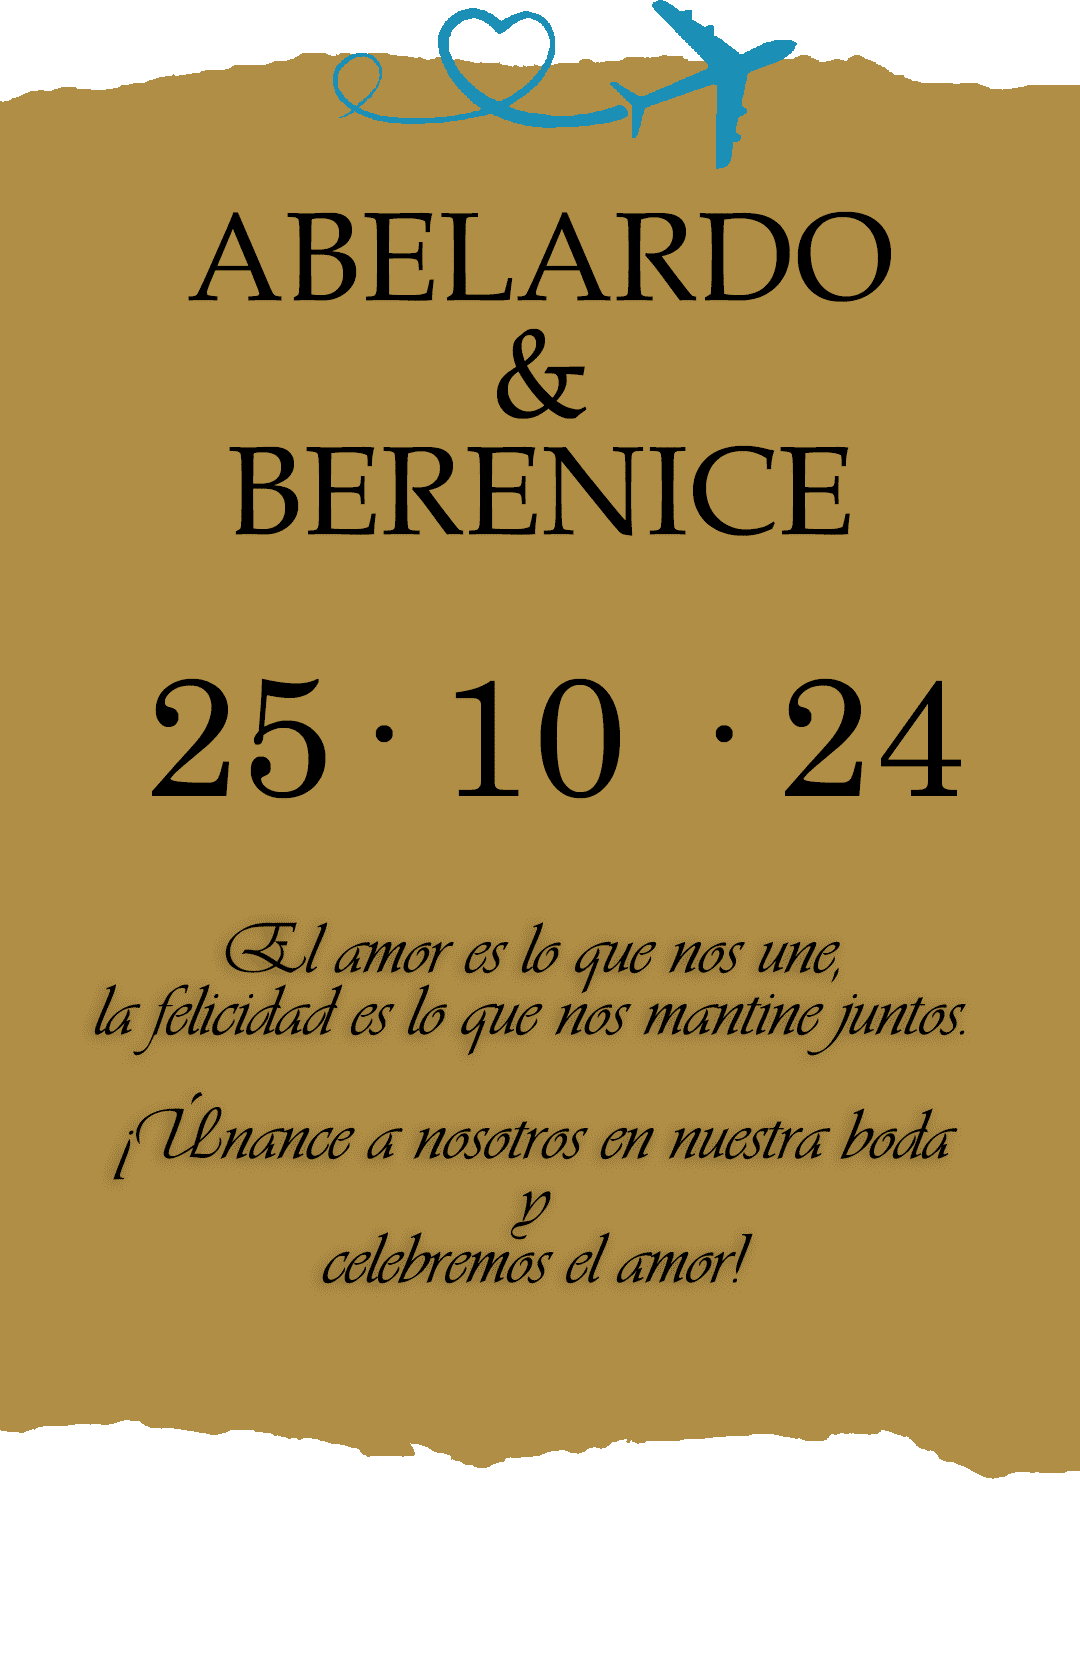 ABELARDO
&
BERENICE
25 · 10 · 24
El amor es lo que nos une,
la felicidad es lo que nos mantine juntos.
¡Únance a nosotros en nuestra boda
y
celebremos el amor!